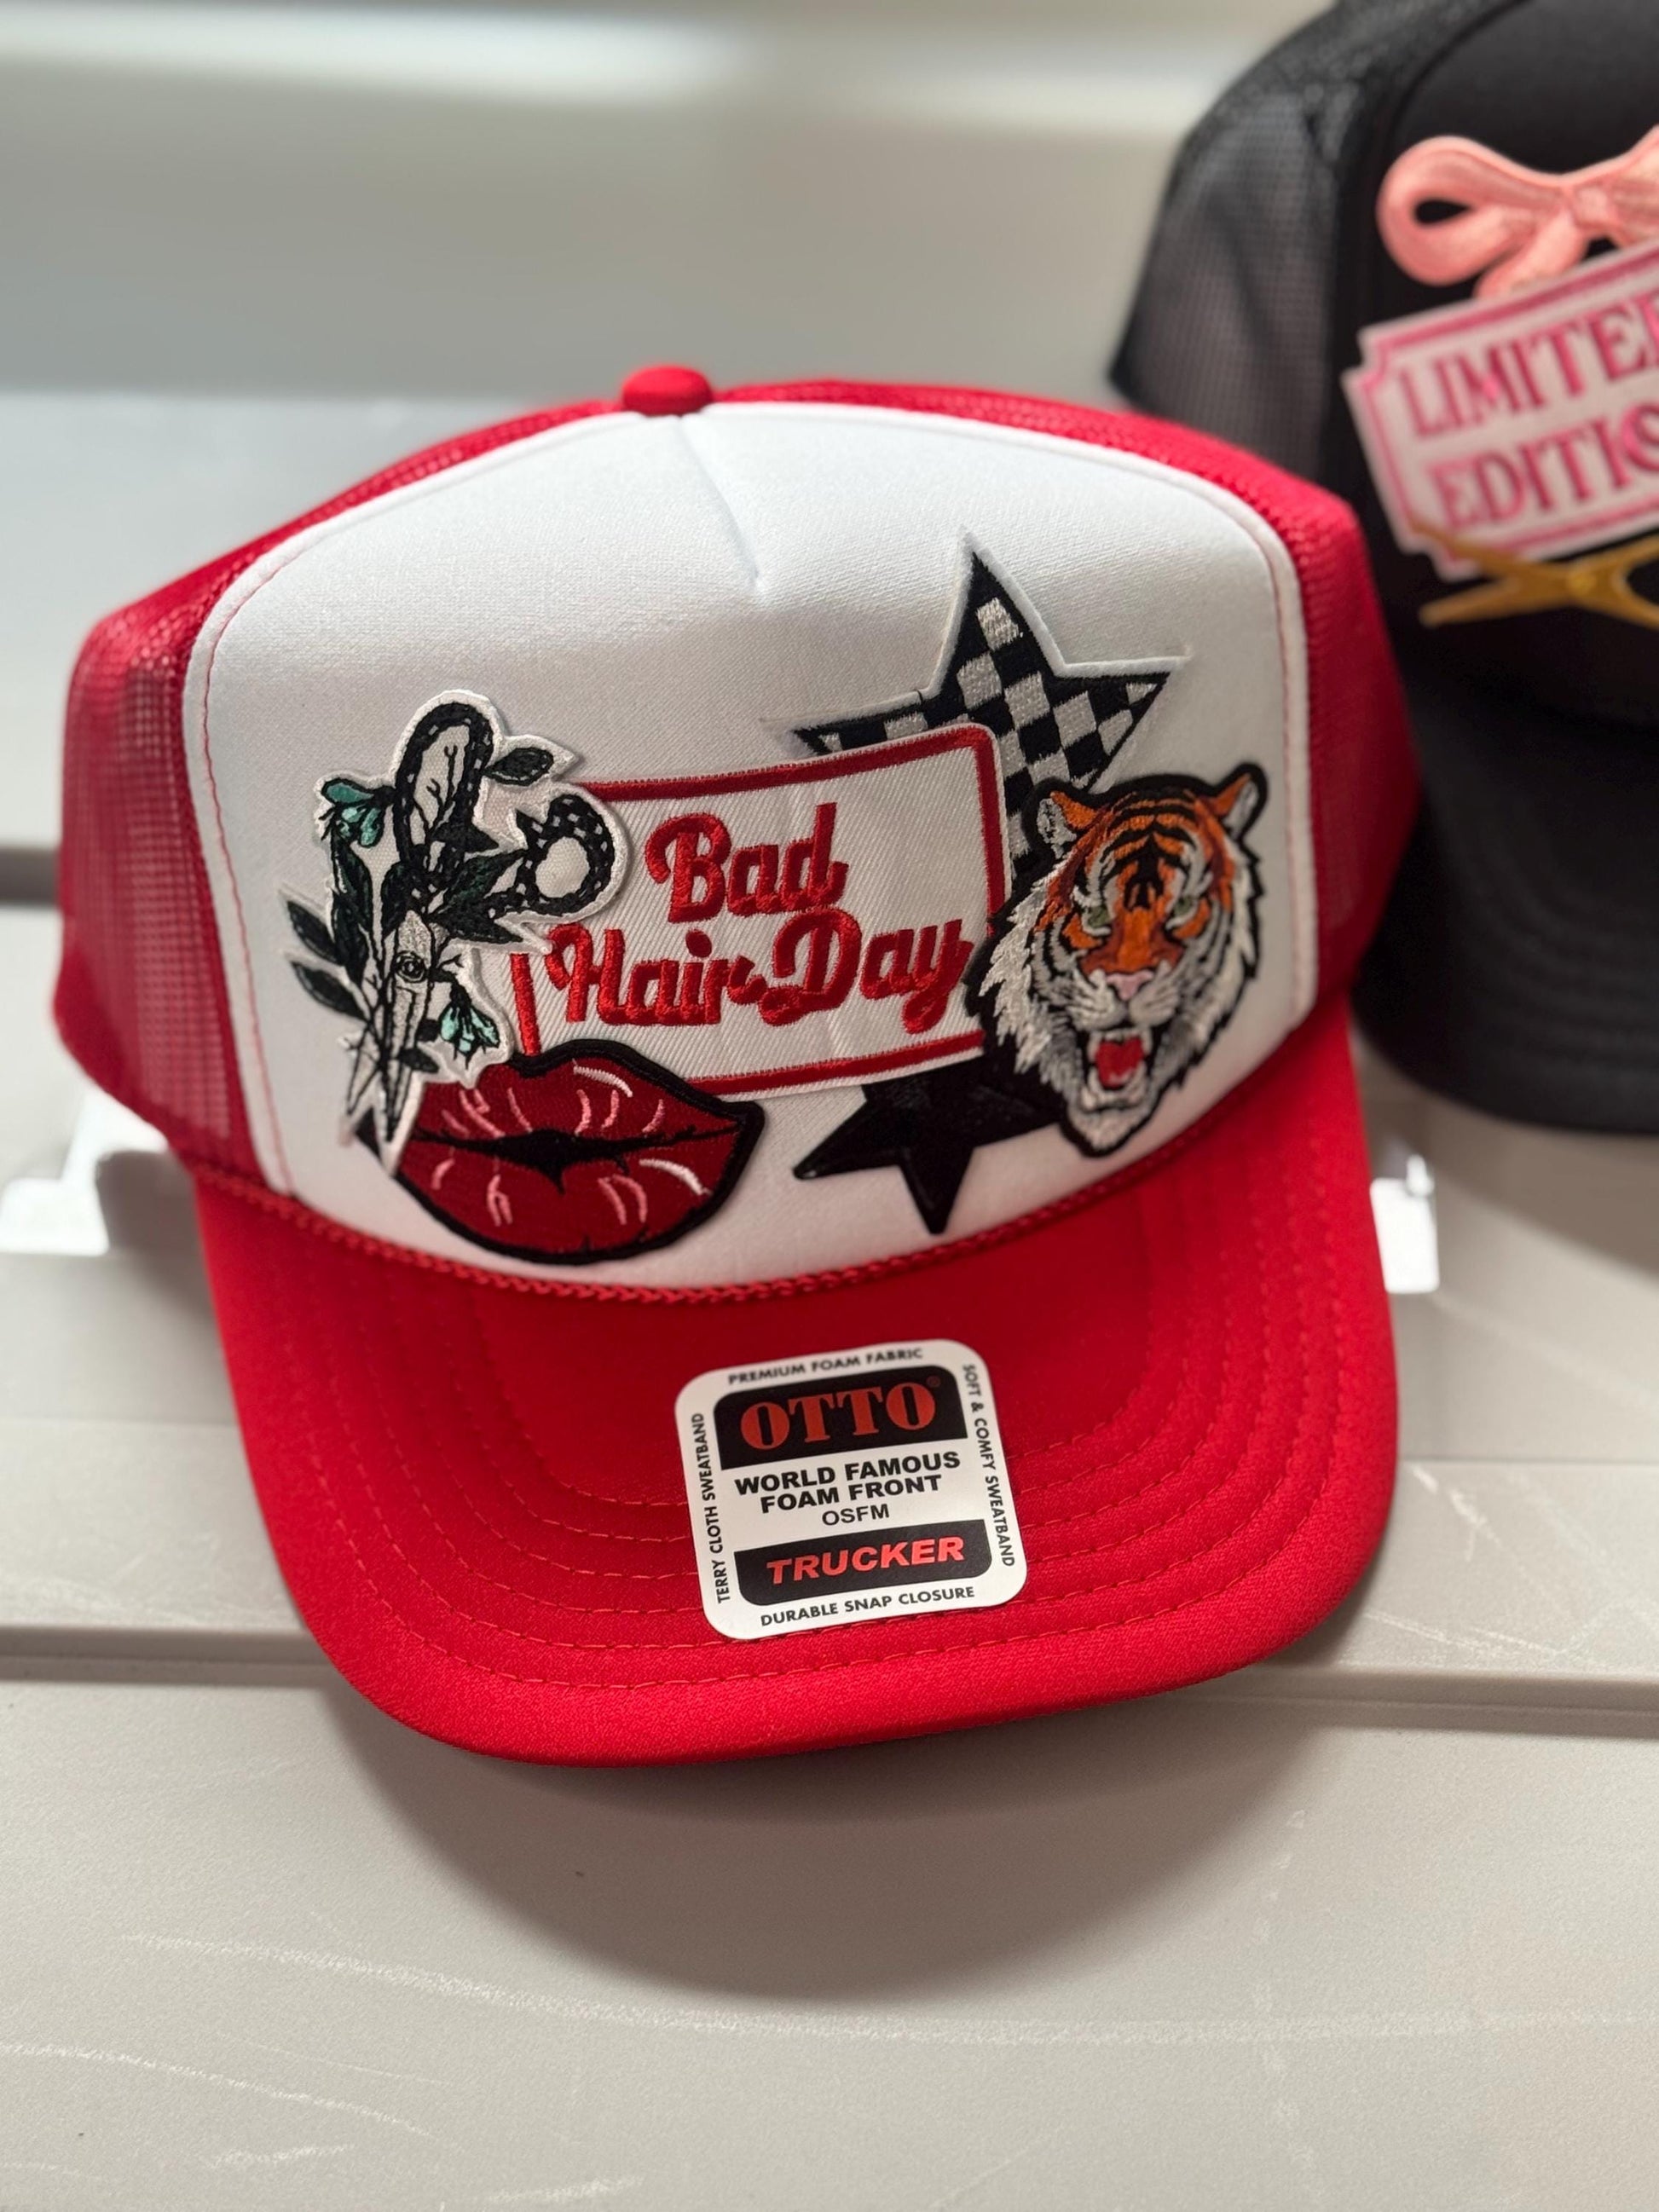 Bad
Hair Day
PREMIUM FOAM FABRIC
OTTO®
WORLD FAMOUS
FOAM FRONT
OSFM
TRUCKER
DURABLE SNAP CLOSURE
TERRY CLOTH SWEATBAND
SOFT & COMFY SWEATBAND
LIMITE
EDITIO